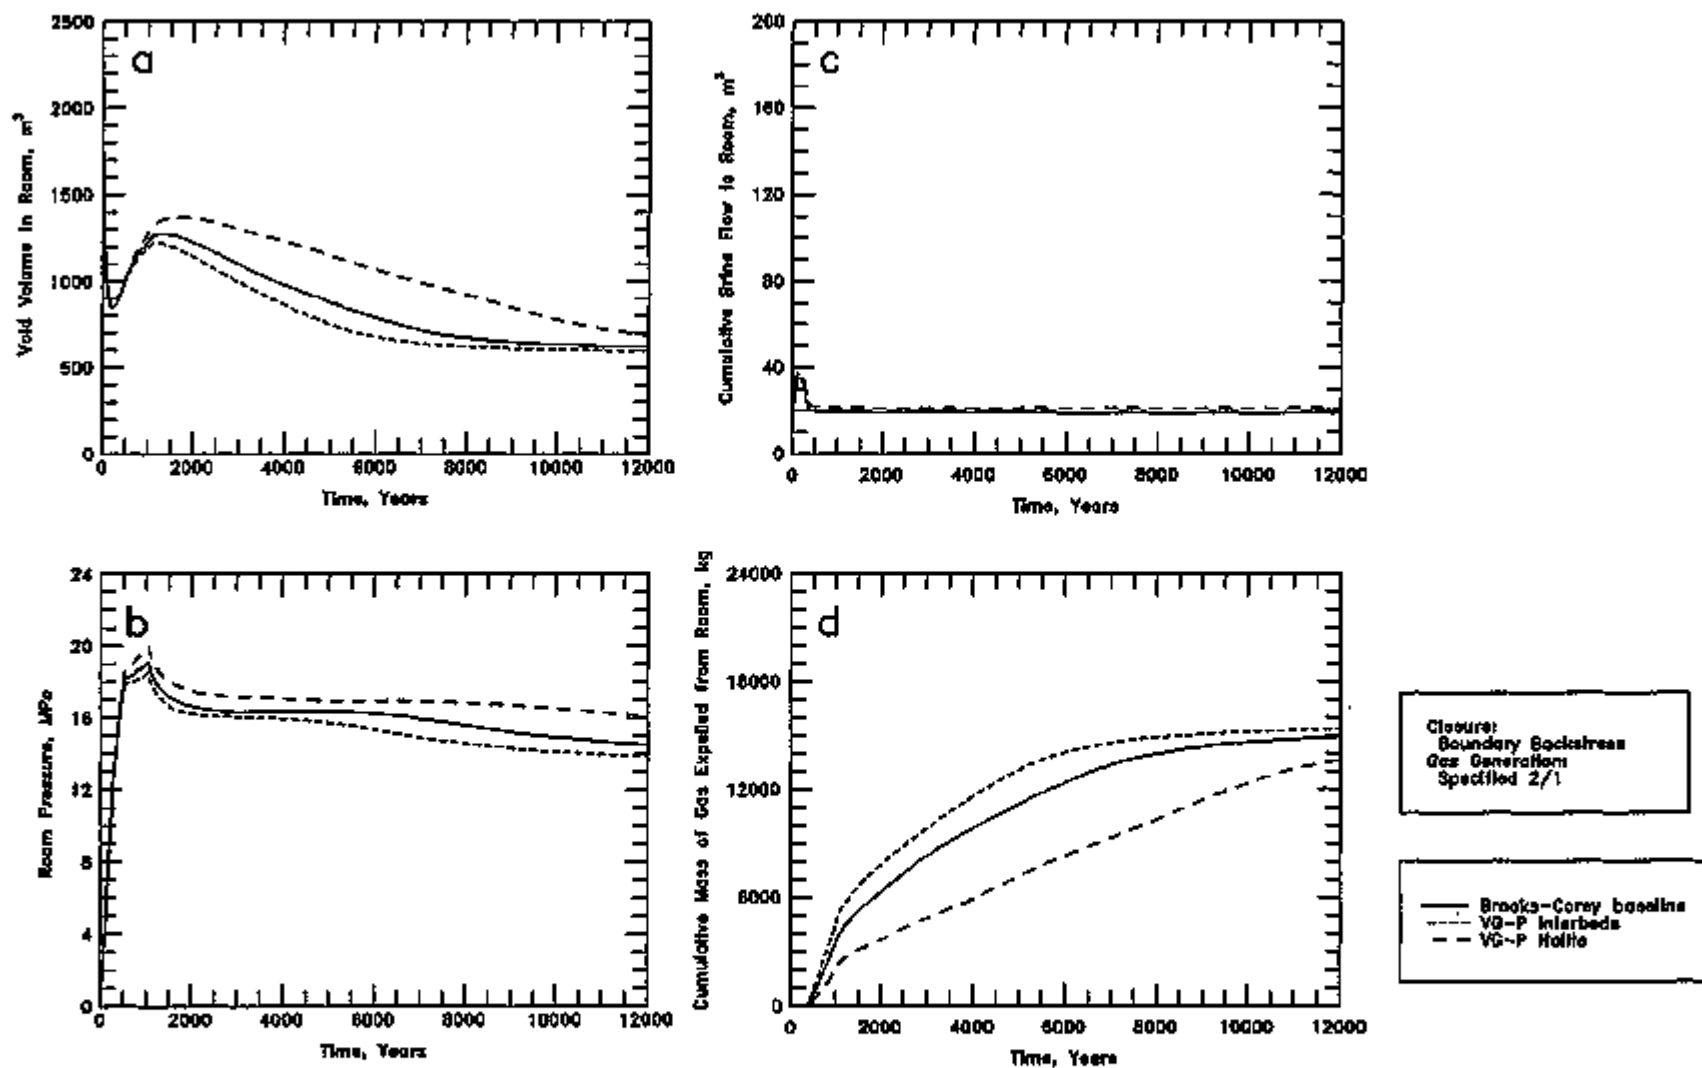 a
2500
2000
1500
1000
500
0
0 2000 4000 6000 8000 10000 12000
Time, Years
Void Volume in Room, m³
c
200
160
120
80
40
0
0 2000 4000 6000 8000 10000 12000
Time, Years
Cumulative Brine Flow to Room, m³
b
24
20
16
12
8
4
0
0 2000 4000 6000 8000 10000 12000
Time, Years
Room Pressure, MPa
d
24000
18000
12000
6000
0
0 2000 4000 6000 8000 10000 12000
Time, Years
Cumulative Mass of Gas Expelled from Room, kg
Closure:
Boundary Backstress
Gas Generation:
Specified 2/1
Brooks-Corey baseline
VG-P Interbeds
VG-P Halite